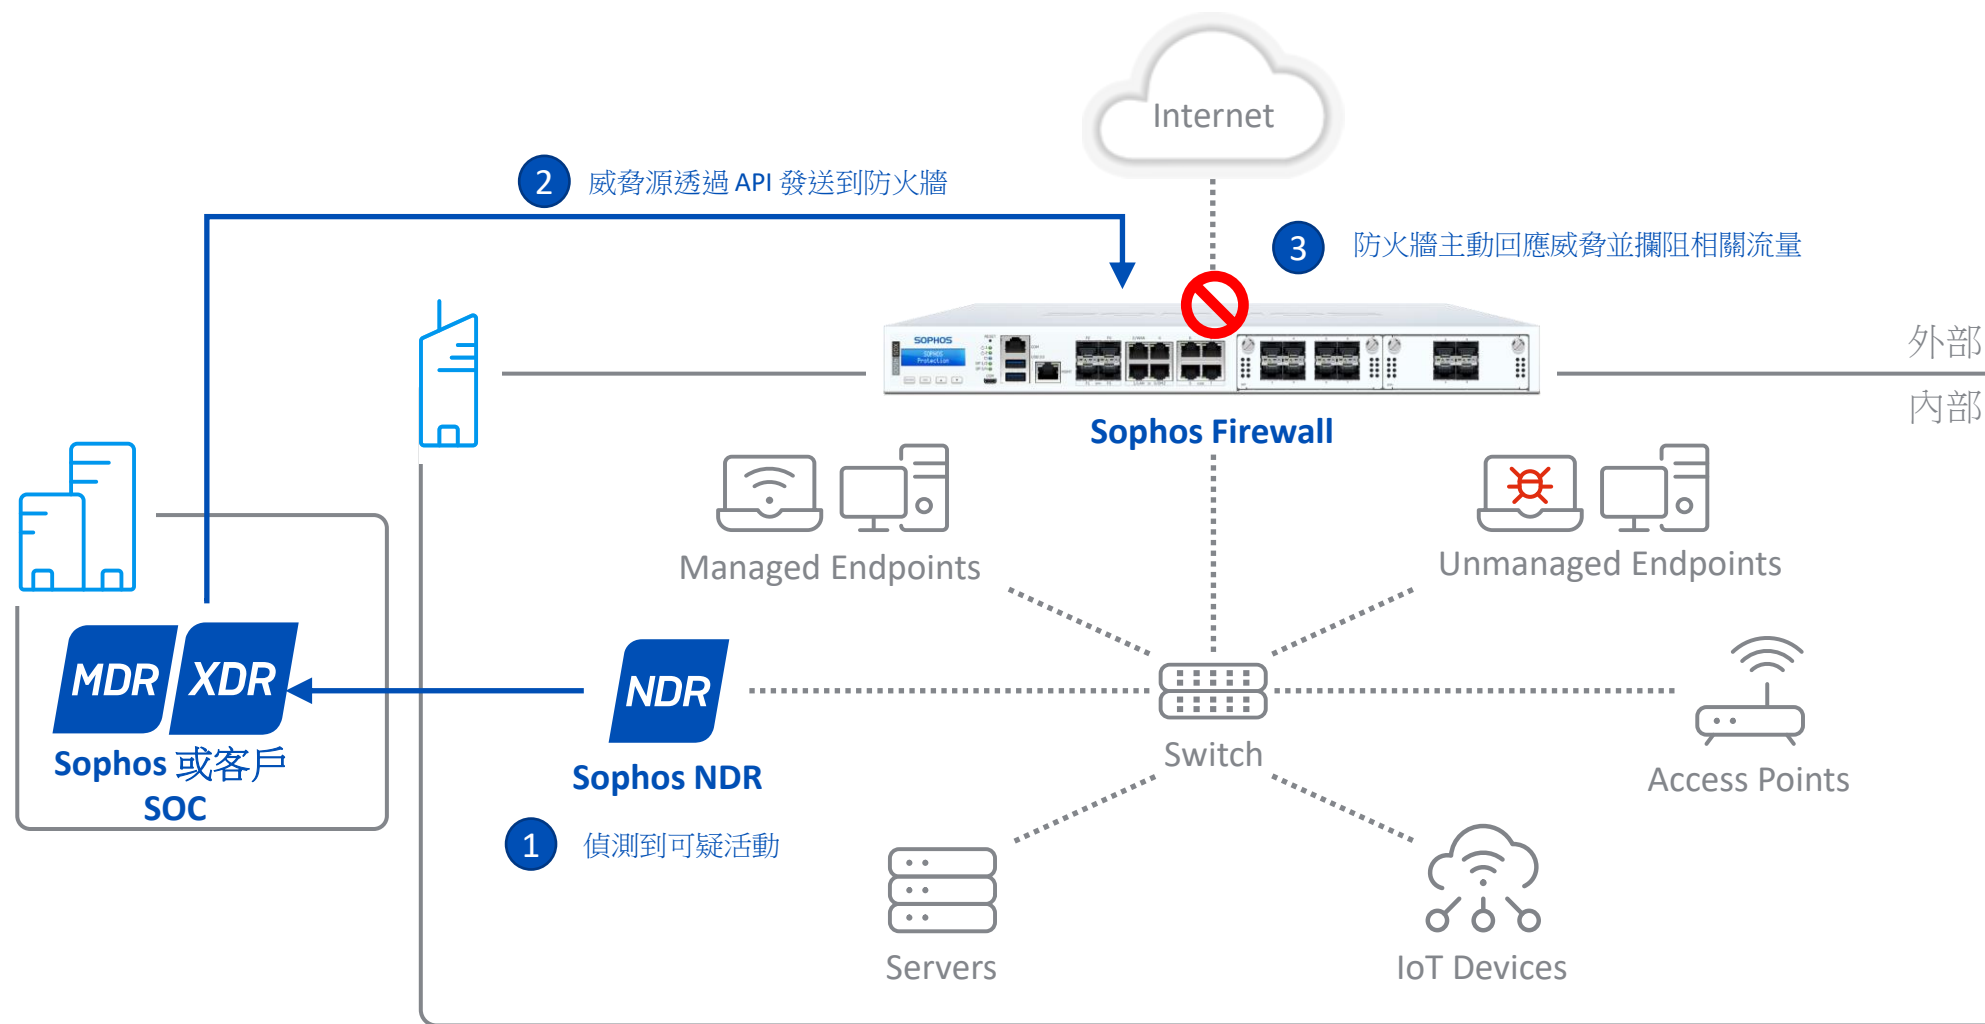 Internet
2
威脅源透過 API 發送到防火牆
3
防火牆主動回應威脅並攔阻相關流量
SOPHOS
SOPHOS
Protection
外部
內部
Sophos Firewall
Managed Endpoints
Unmanaged Endpoints
MDR
XDR
NDR
Sophos 或客戶
SOC
Sophos NDR
Switch
Access Points
1
偵測到可疑活動
Servers
IoT Devices